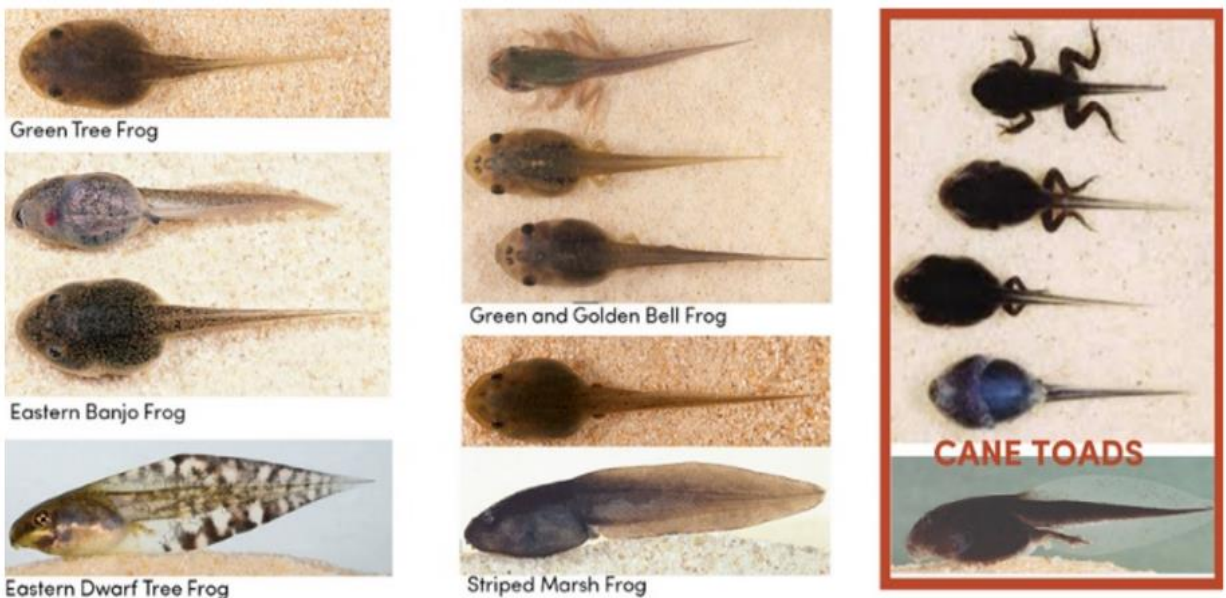 Green Tree Frog
Eastern Banjo Frog
Eastern Dwarf Tree Frog
Green and Golden Bell Frog
Striped Marsh Frog
CANE TOADS